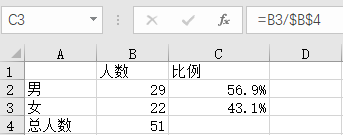 C3 fx =B3/$B$4
A B C D
1 人数 比例
2 男 29 56.9%
3 女 22 43.1%
4 总人数 51